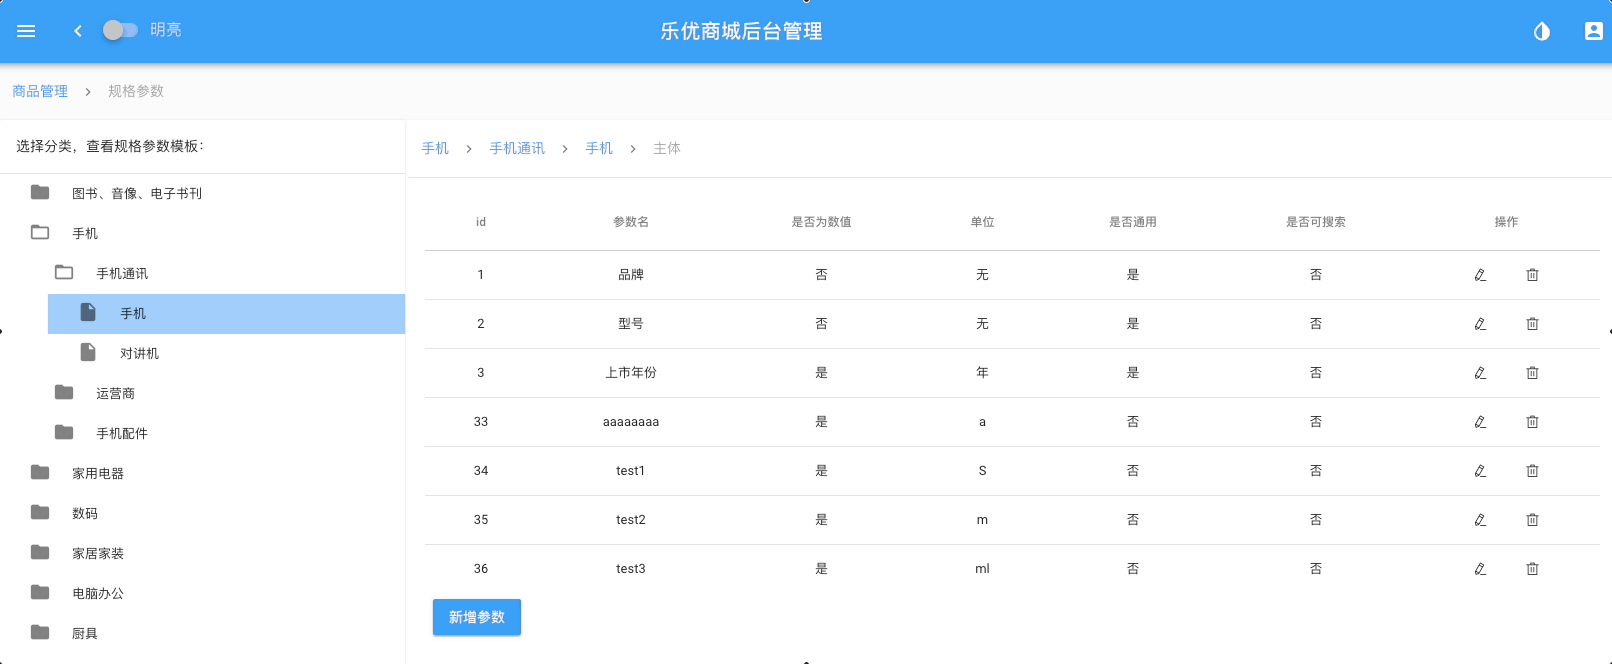 明亮 乐优商城后台管理
商品管理 > 规格参数
选择分类，查看规格参数模板：
图书、音像、电子书刊
手机
手机通讯
手机
对讲机
运营商
手机配件
家用电器
数码
家居家装
电脑办公
厨具
手机 > 手机通讯 > 手机 > 主体
id 参数名 是否为数值 单位 是否通用 是否可搜索 操作
1 品牌 否 无 是 否
2 型号 否 无 是 否
3 上市年份 是 年 是 否
33 aaaaaaaa 是 a 否 否
34 test1 是 S 否 否
35 test2 是 m 否 否
36 test3 是 ml 否 否
新增参数